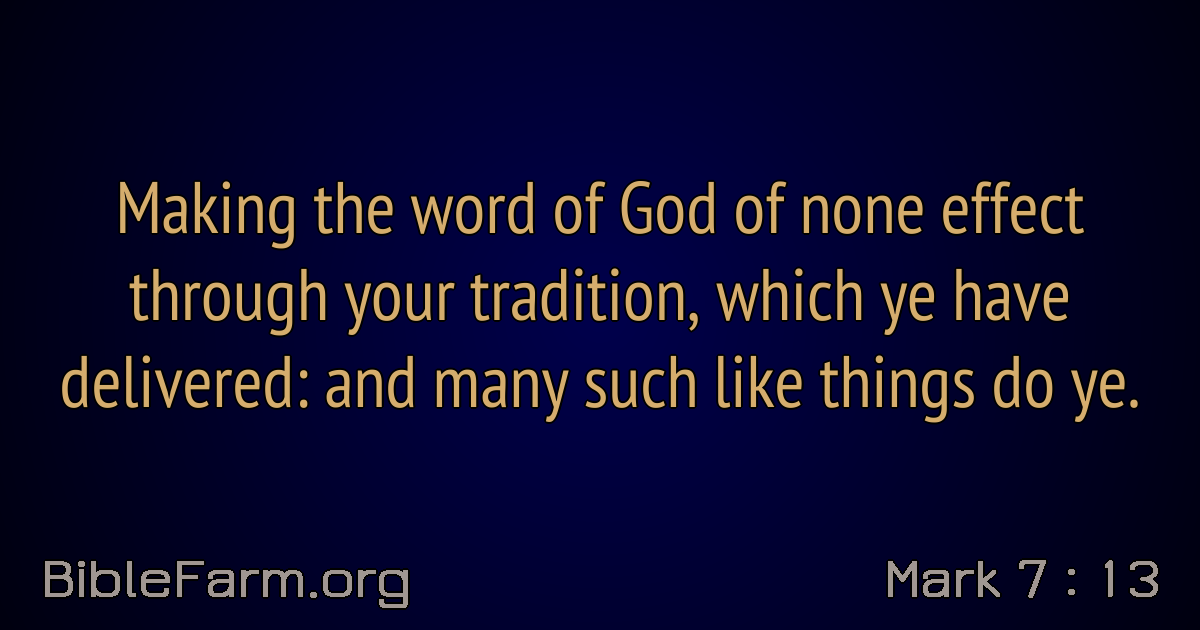 Making the word of God of none effect
through your tradition, which ye have
delivered: and many such like things do ye.
BibleFarm.org
Mark 7 : 13